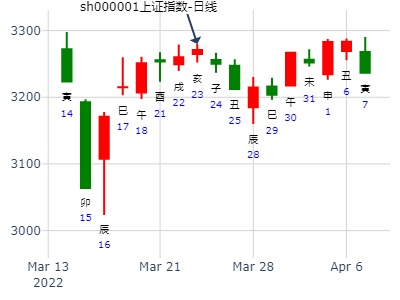 sh000001上证指数-日线
3300
3200
3100
3000
寅
14
卯
15
辰
16
巳
17
午
18
酉
21
戌
22
亥
23
子
24
丑
25
辰
28
巳
29
午
30
未
31
申
1
丑
6
寅
7
Mar 13
2022
Mar 21
Mar 28
Apr 6